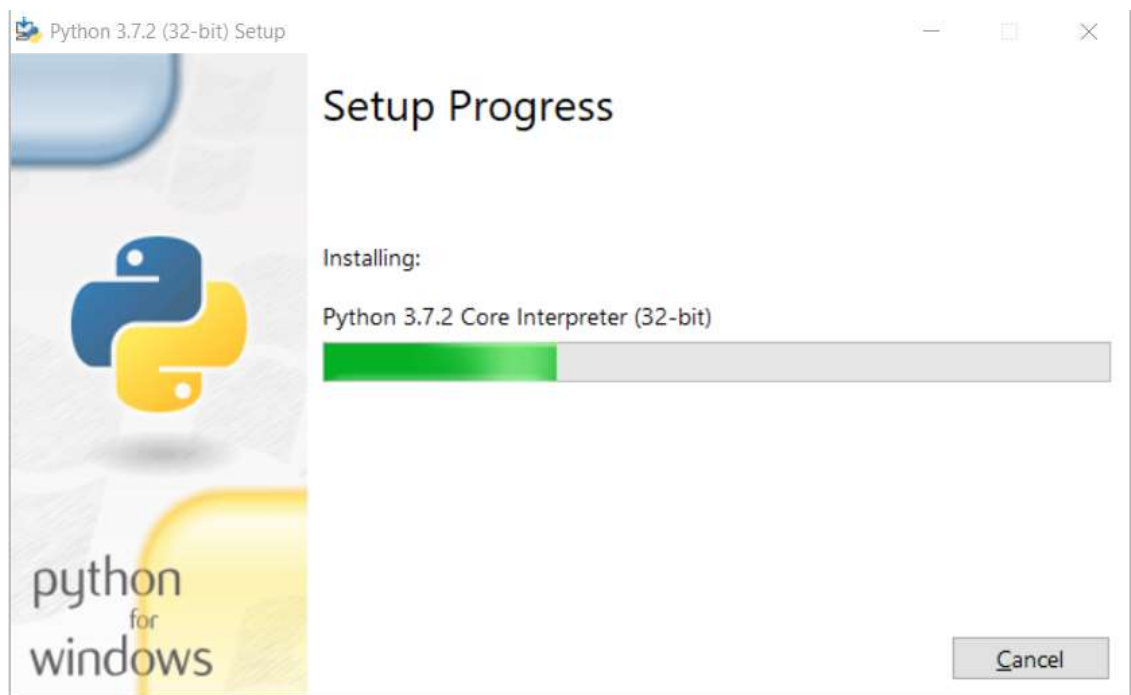 Python 3.7.2 (32-bit) Setup
Setup Progress
Installing:
Python 3.7.2 Core Interpreter (32-bit)
python
for
windows
Cancel